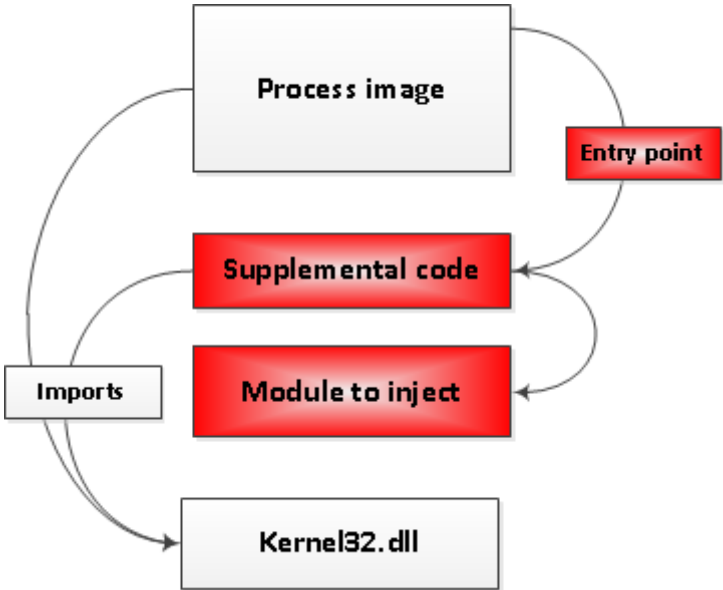 Process image
Entry point
Supplemental code
Module to inject
Imports
Kernel32.dll